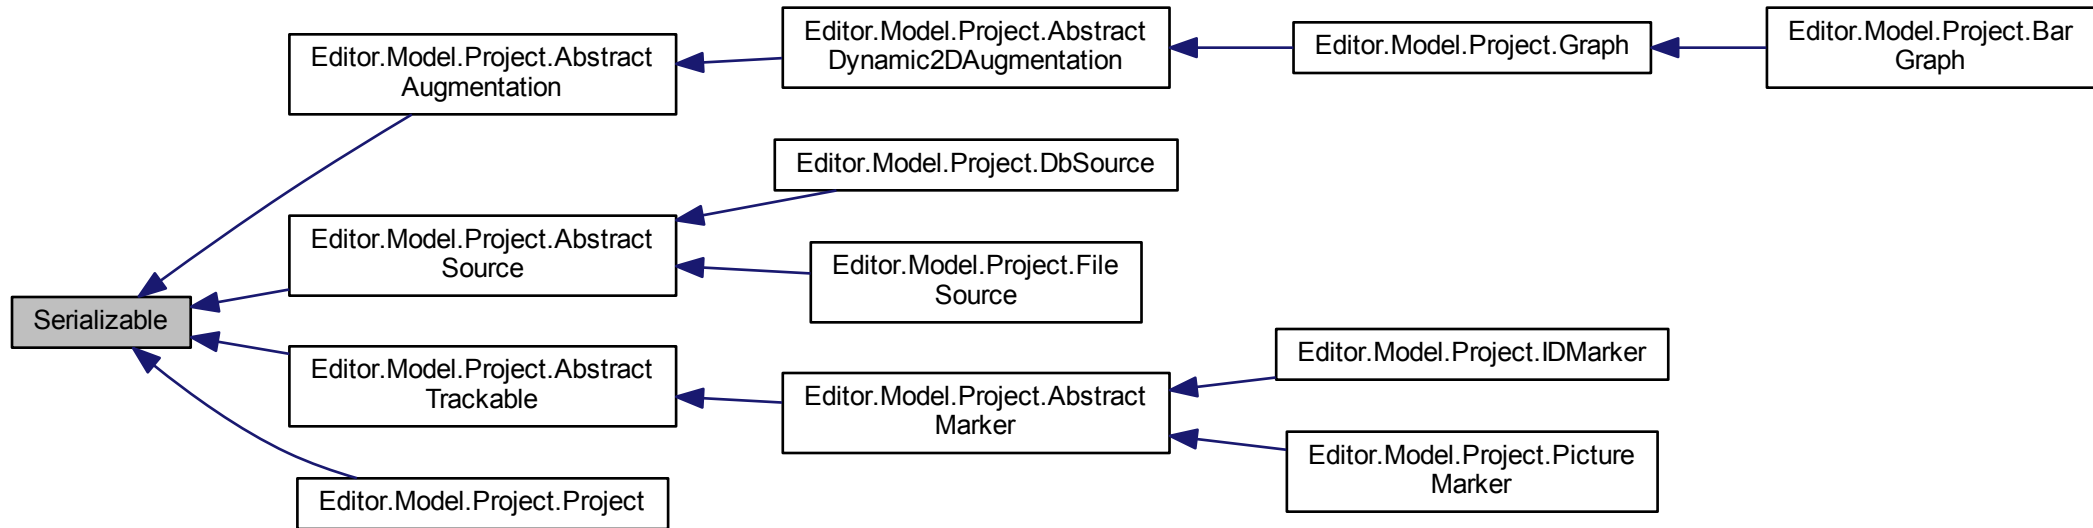 Editor.Model.Project.Abstract
Augmentation
Editor.Model.Project.Abstract
Dynamic2DAugmentation
Editor.Model.Project.Graph
Editor.Model.Project.Bar
Graph
Editor.Model.Project.DbSource
Editor.Model.Project.Abstract
Source
Editor.Model.Project.File
Source
Serializable
Editor.Model.Project.Abstract
Trackable
Editor.Model.Project.Abstract
Marker
Editor.Model.Project.IDMarker
Editor.Model.Project.Picture
Marker
Editor.Model.Project.Project